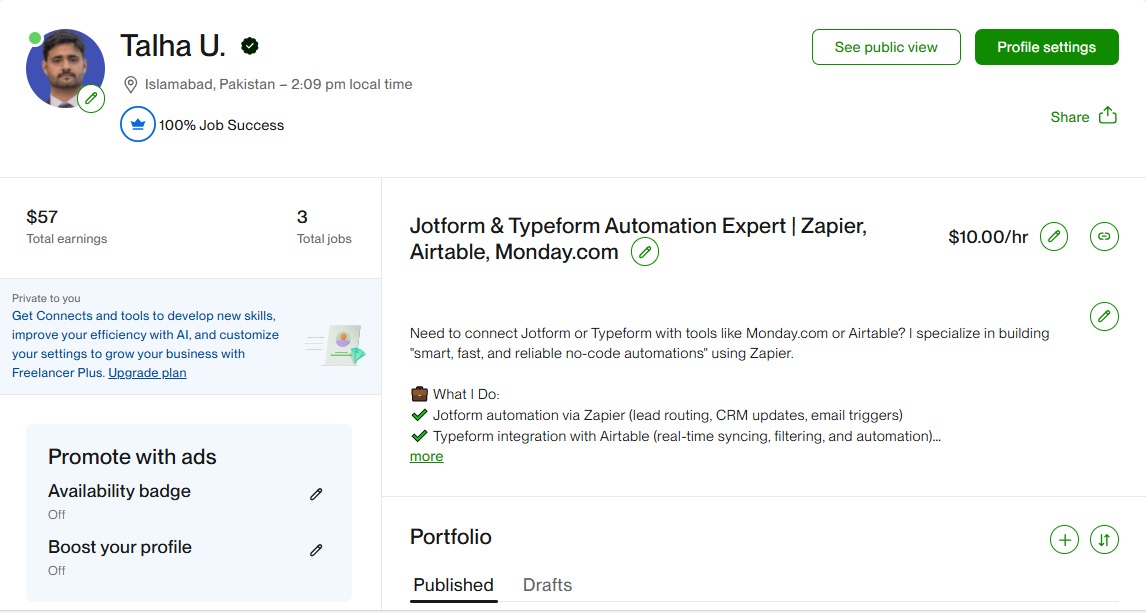 Talha U.
Islamabad, Pakistan – 2:09 pm local time
100% Job Success
See public view
Profile settings
Share
$57
Total earnings
3
Total jobs
Private to you
Get Connects and tools to develop new skills,
improve your efficiency with AI, and customize
your settings to grow your business with
Freelancer Plus. Upgrade plan
Promote with ads
Availability badge
Off
Boost your profile
Off
Jotform & Typeform Automation Expert | Zapier,
Airtable, Monday.com
$10.00/hr
Need to connect Jotform or Typeform with tools like Monday.com or Airtable? I specialize in building
"smart, fast, and reliable no-code automations" using Zapier.
💼 What I Do:
✔ Jotform automation via Zapier (lead routing, CRM updates, email triggers)
✔ Typeform integration with Airtable (real-time syncing, filtering, and automation)...
more
Portfolio
Published
Drafts